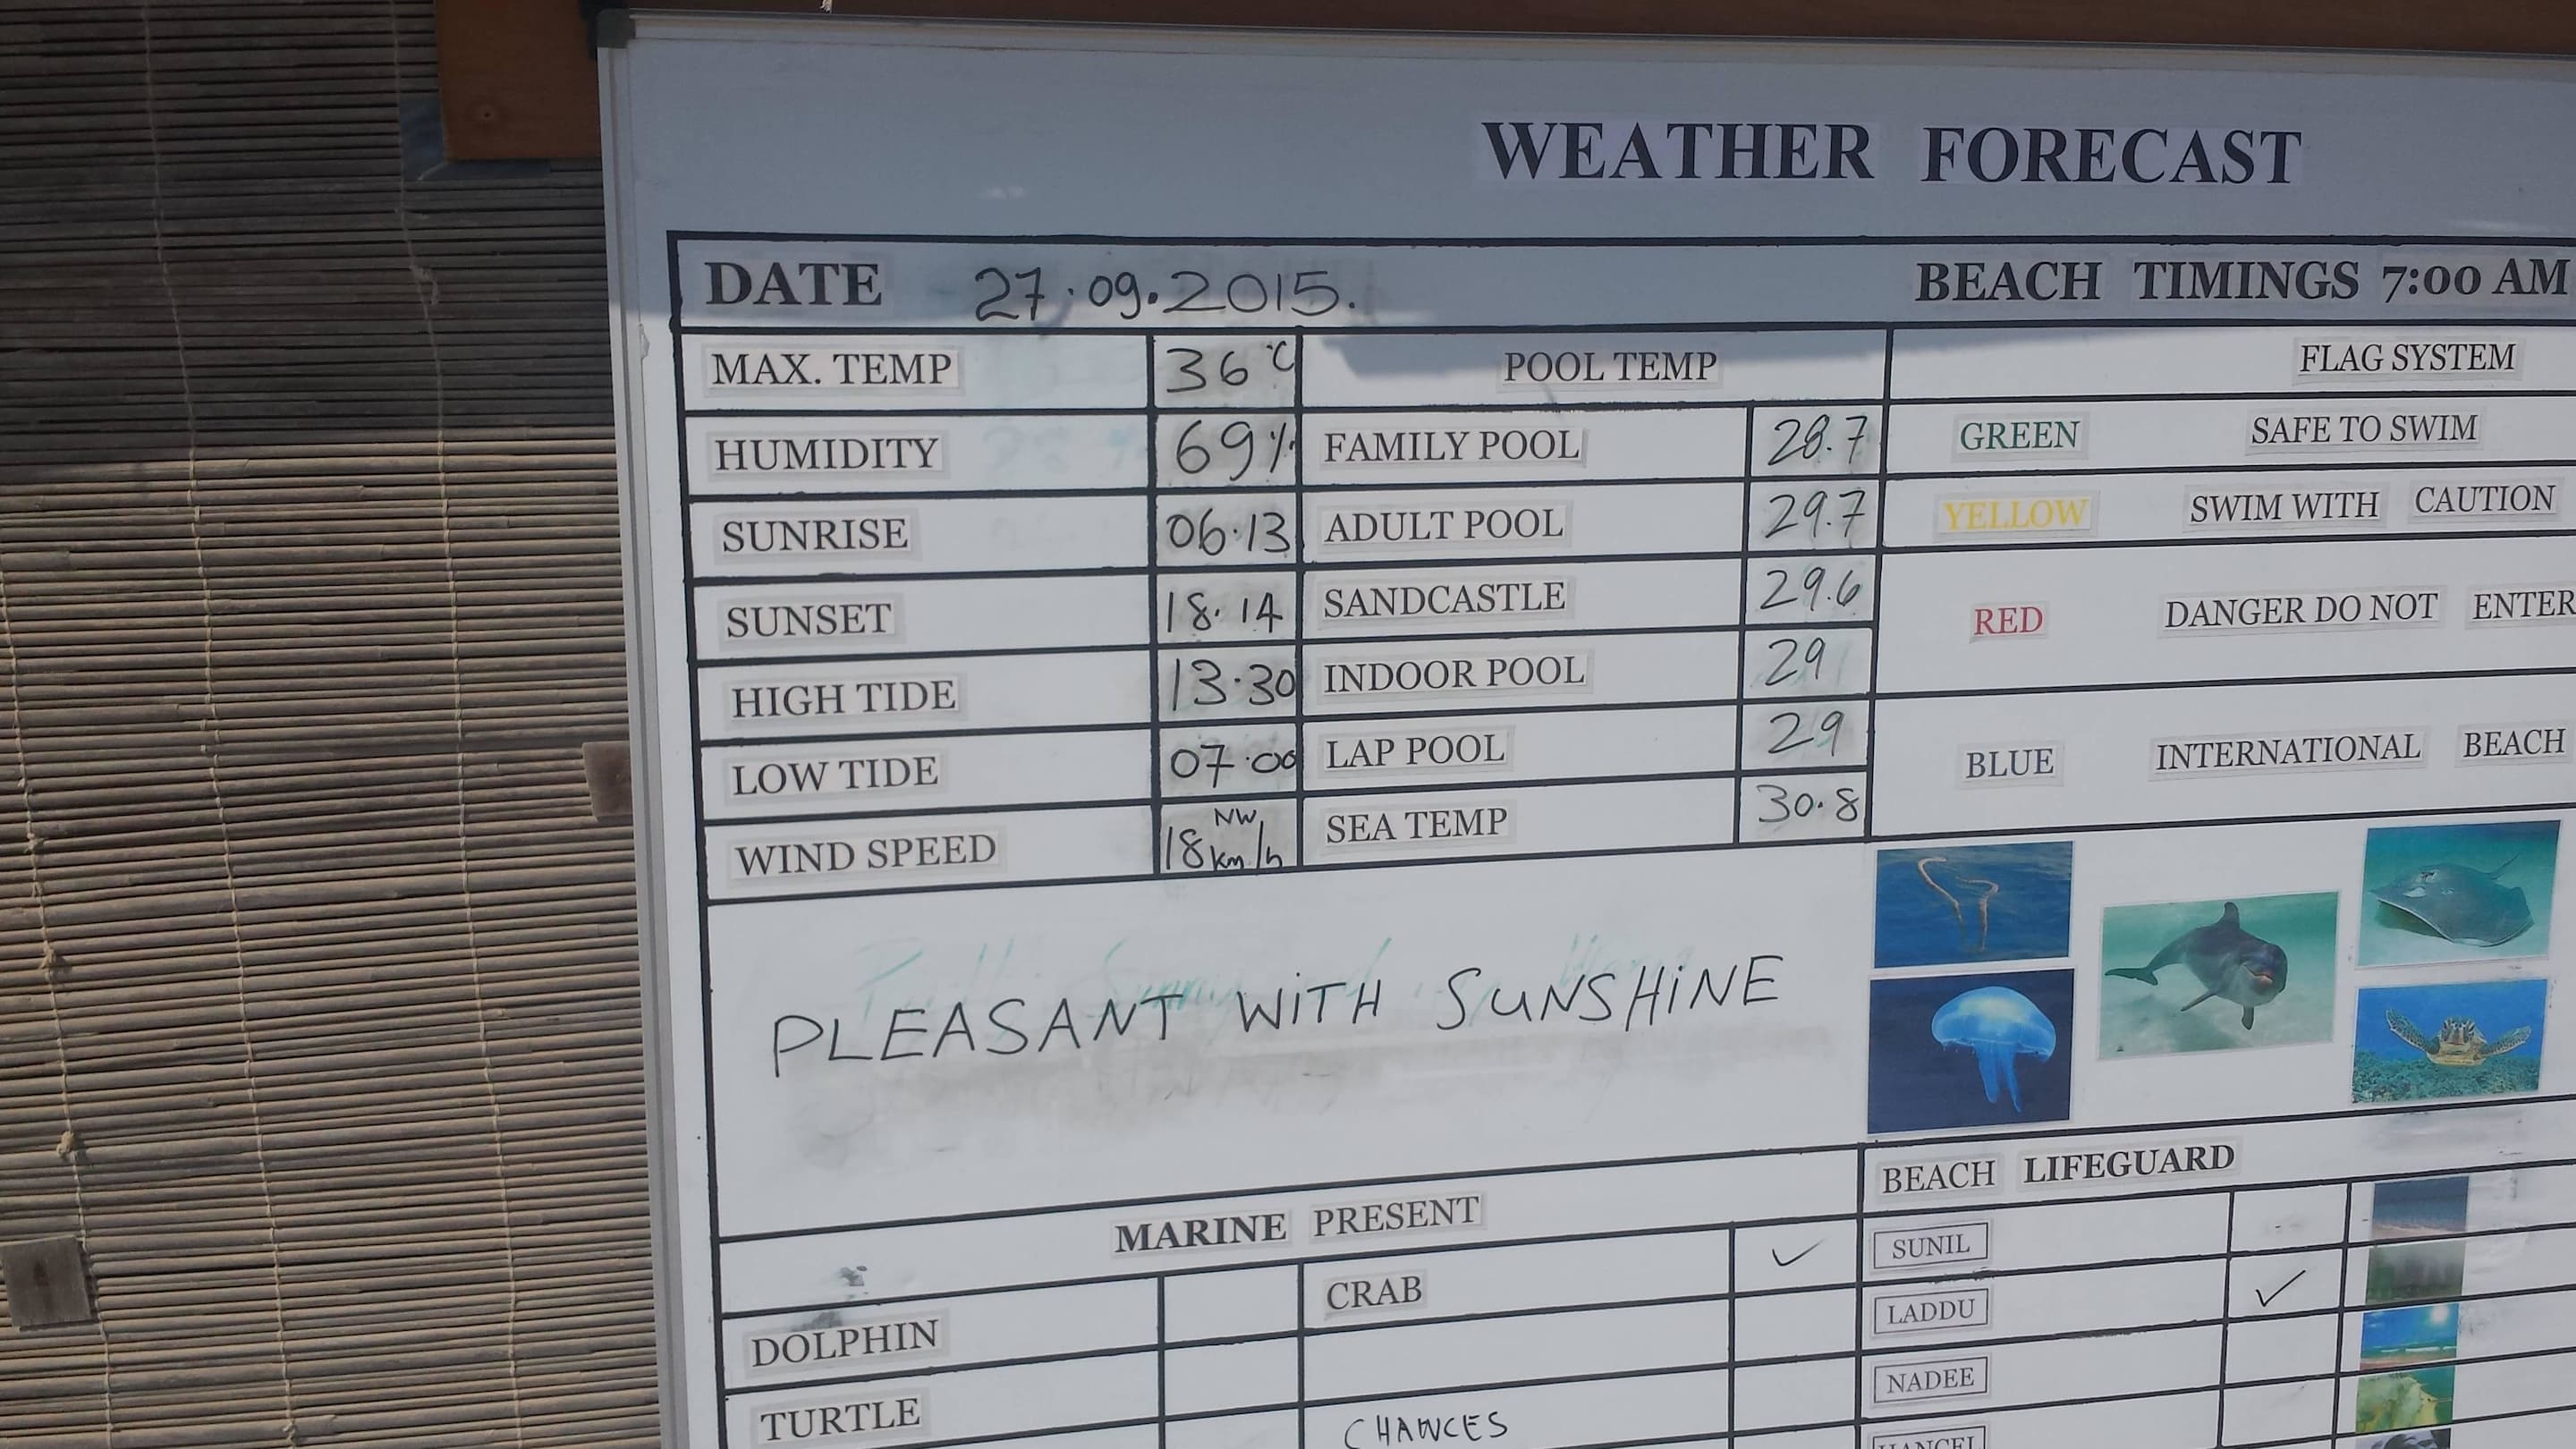 WEATHER FORECAST
DATE 27.09.2015. BEACH TIMINGS 7:00 AM
MAX. TEMP 36°C POOL TEMP FLAG SYSTEM
HUMIDITY 69% FAMILY POOL 28.7 GREEN SAFE TO SWIM
SUNRISE 06.13 ADULT POOL 29.7 YELLOW SWIM WITH CAUTION
SUNSET 18.14 SANDCASTLE 29.6 RED DANGER DO NOT ENTER
HIGH TIDE 13.30 INDOOR POOL 29
LOW TIDE 07.00 LAP POOL 29 BLUE INTERNATIONAL BEACH
WIND SPEED NW 18 km/h SEA TEMP 30.8
PLEASANT WITH SUNSHINE
MARINE PRESENT BEACH LIFEGUARD
CRAB ✓ SUNIL
DOLPHIN LADDU ✓
NADEE
TURTLE CHANCES